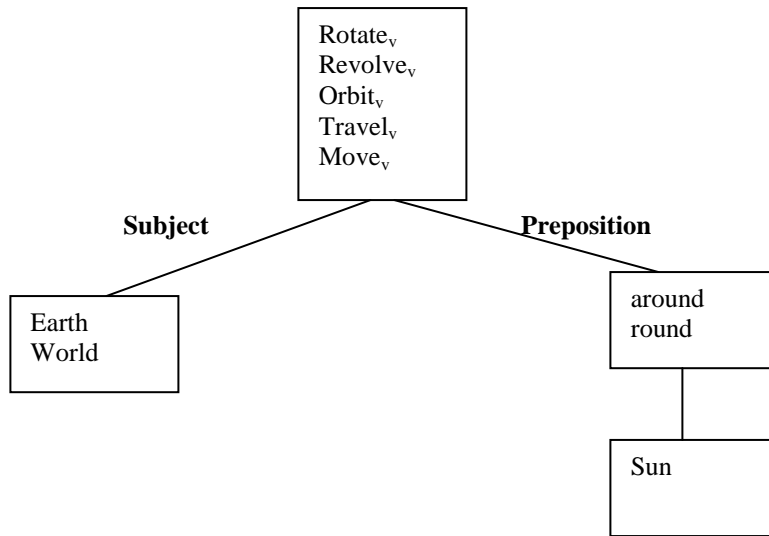 Rotateᵥ
Revolveᵥ
Orbitᵥ
Travelᵥ
Moveᵥ
Subject
Preposition
Earth
World
around
round
Sun